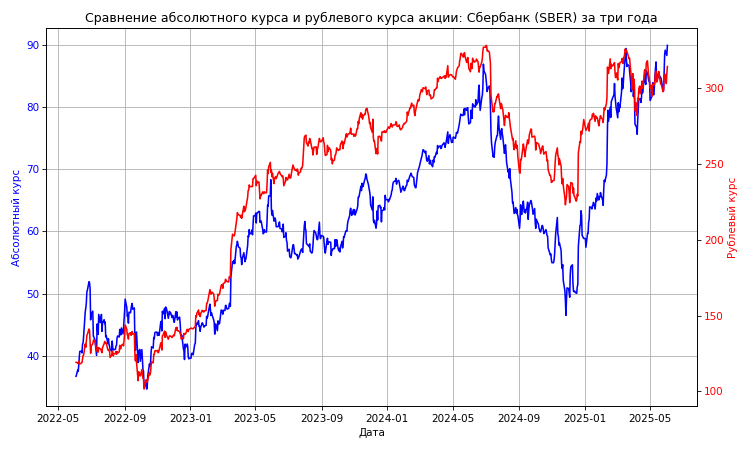 Сравнение абсолютного курса и рублевого курса акции: Сбербанк (SBER) за три года
Абсолютный курс
90
80
70
60
50
40
300
250
200
150
100
Рублевый курс
2022-05 2022-09 2023-01 2023-05 2023-09 2024-01 2024-05 2024-09 2025-01 2025-05
Дата